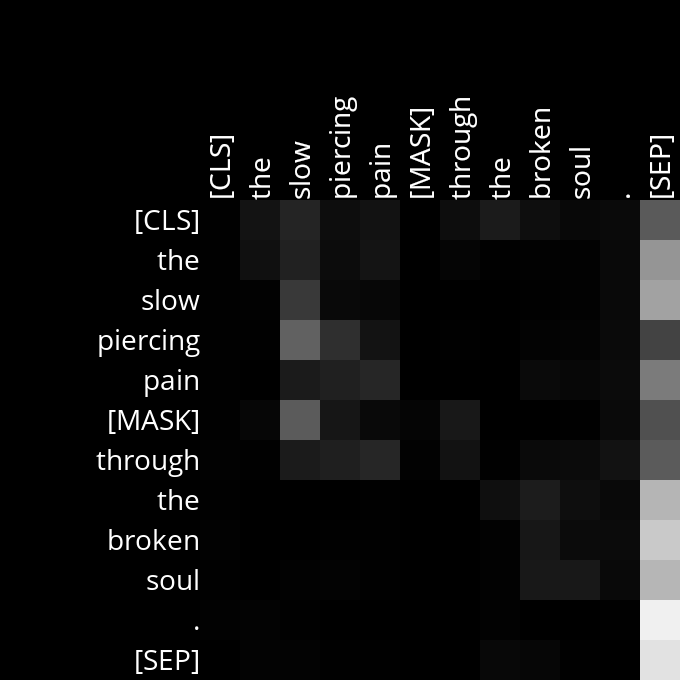 [CLS] the slow piercing pain [MASK] through the broken soul . [SEP]
[CLS]
the
slow
piercing
pain
[MASK]
through
the
broken
soul
.
[SEP]